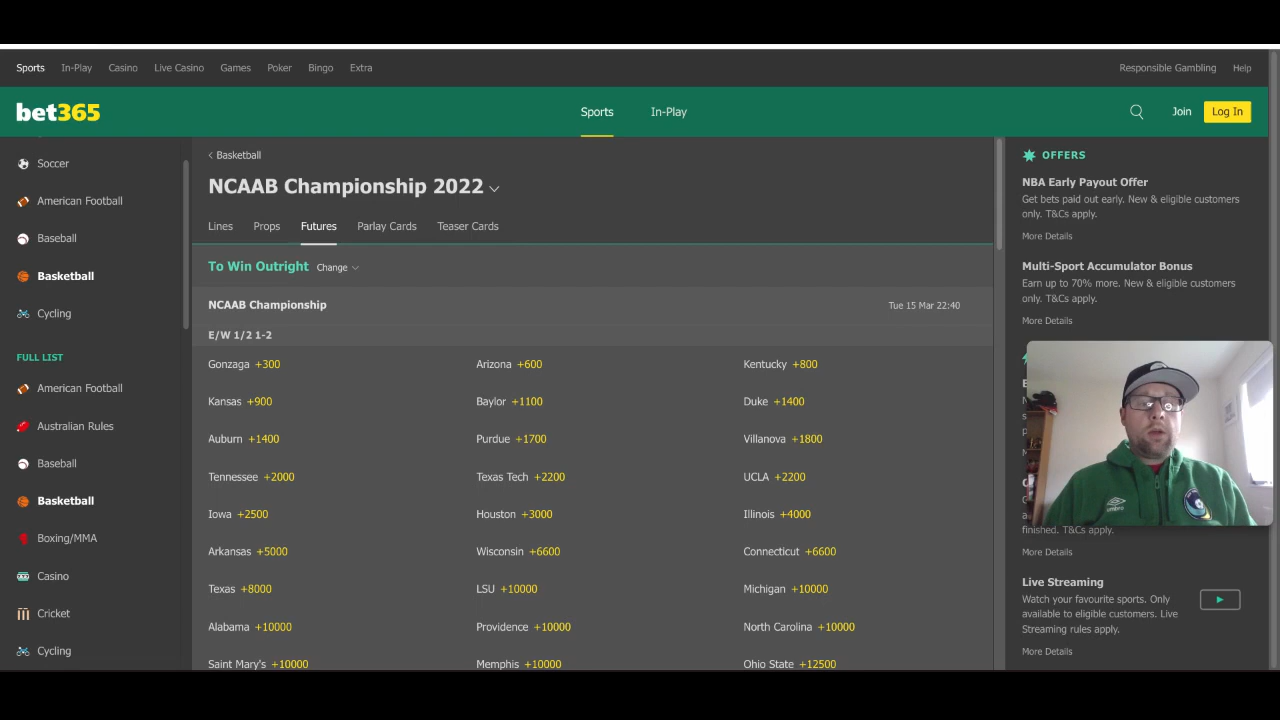 Sports In-Play Casino Live Casino Games Poker Bingo Extra Responsible Gambling Help
bet365 Sports In-Play Join Log In
Soccer
American Football
Baseball
Basketball
Cycling
FULL LIST
American Football
Australian Rules
Baseball
Basketball
Boxing/MMA
Casino
Cricket
Cycling
< Basketball
NCAAB Championship 2022
Lines Props Futures Parlay Cards Teaser Cards
To Win Outright Change
NCAAB Championship Tue 15 Mar 22:40
E/W 1/2 1-2
Gonzaga +300 Arizona +600 Kentucky +800
Kansas +900 Baylor +1100 Duke +1400
Auburn +1400 Purdue +1700 Villanova +1800
Tennessee +2000 Texas Tech +2200 UCLA +2200
Iowa +2500 Houston +3000 Illinois +4000
Arkansas +5000 Wisconsin +6600 Connecticut +6600
Texas +8000 LSU +10000 Michigan +10000
Alabama +10000 Providence +10000 North Carolina +10000
Saint Mary's +10000 Memphis +10000 Ohio State +12500
OFFERS
NBA Early Payout Offer
Get bets paid out early. New & eligible customers
only. T&Cs apply.
More Details
Multi-Sport Accumulator Bonus
Earn up to 70% more. New & eligible customers
only. T&Cs apply.
More Details
umbro
finished. T&Cs apply.
More Details
Live Streaming
Watch your favourite sports. Only
available to eligible customers. Live
Streaming rules apply.
More Details